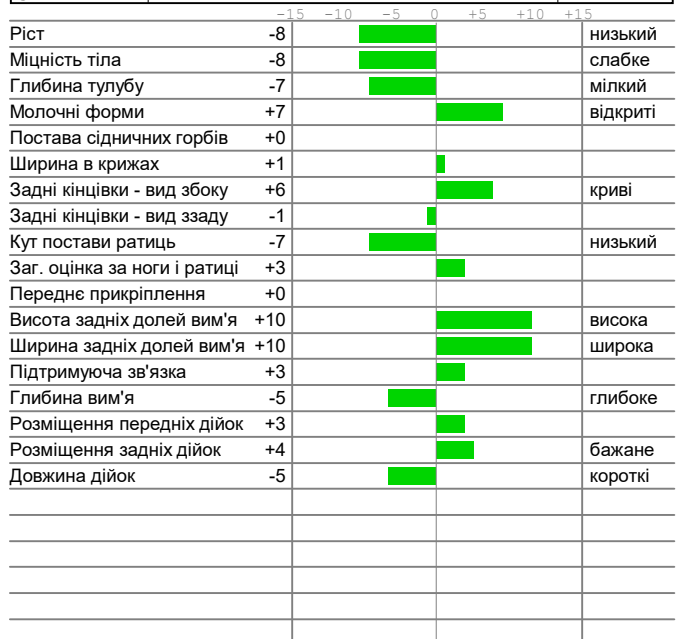 -15 -10 -5 0 +5 +10 +15
Ріст -8 низький
Міцність тіла -8 слабке
Глибина тулубу -7 мілкий
Молочні форми +7 відкриті
Постава сідничних горбів +0
Ширина в крижах +1
Задні кінцівки - вид збоку +6 криві
Задні кінцівки - вид ззаду -1
Кут постави ратиць -7 низький
Заг. оцінка за ноги і ратиці +3
Переднє прикріплення +0
Висота задніх долей вим'я +10 висока
Ширина задніх долей вим'я +10 широка
Підтримуюча зв'язка +3
Глибина вим'я -5 глибоке
Розміщення передніх дійок +3
Розміщення задніх дійок +4 бажане
Довжина дійок -5 короткі